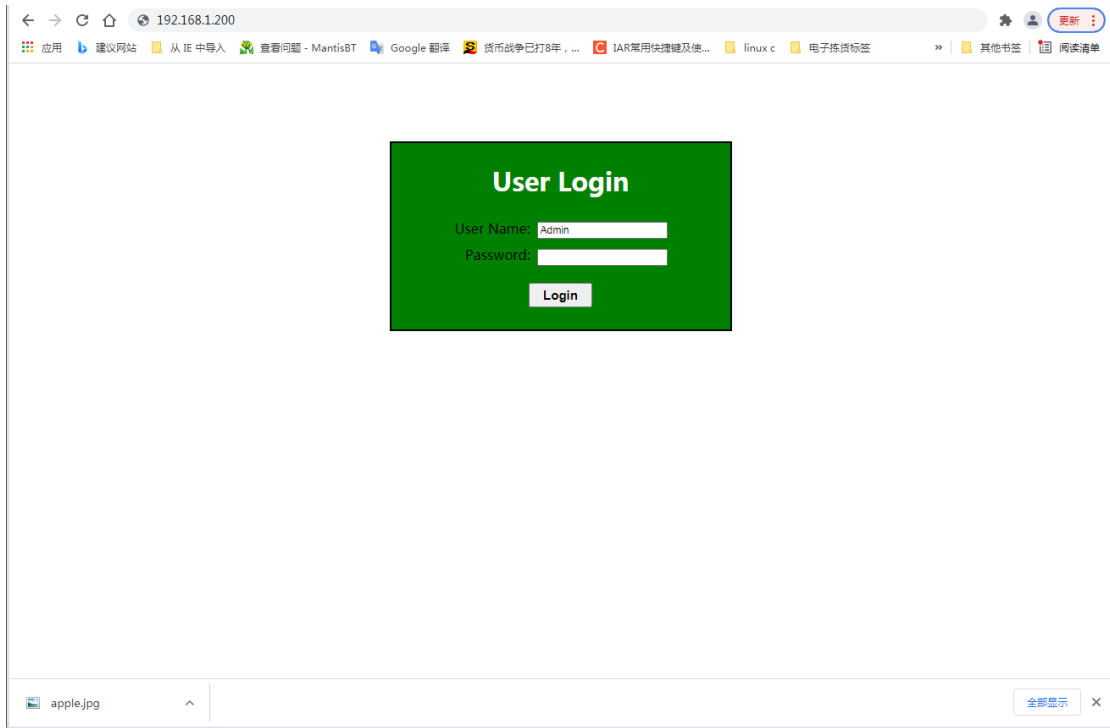 192.168.1.200
更新
应用 建议网站 从 IE 中导入 查看问题 - MantisBT Google 翻译 货币战争已打8年，... IAR常用快捷键及使... linux c 电子拣货标签 » 其他书签 阅读清单
User Login
User Name: Admin
Password:
Login
apple.jpg 全部显示